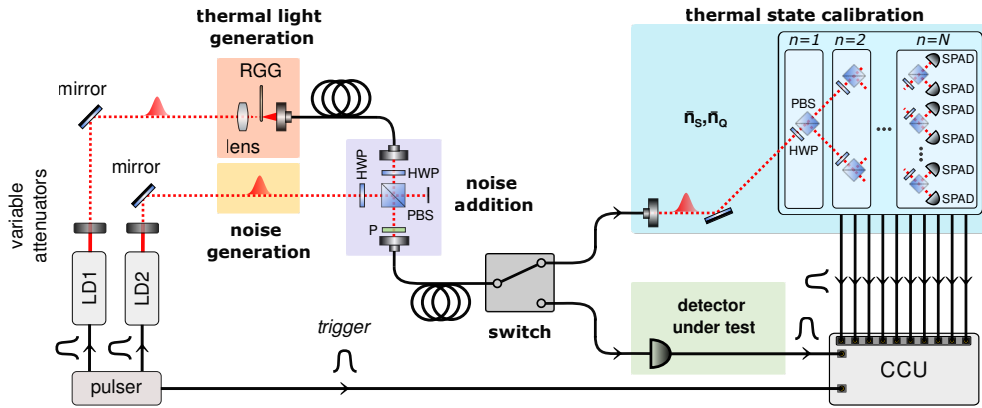 thermal light
generation
thermal state calibration
RGG
mirror
lens
mirror
noise
generation
variable
attenuators
LD1
LD2
pulser
trigger
HWP
HWP
PBS
P
noise
addition
switch
n̄S,n̄Q
n=1
n=2
n=N
PBS
HWP
...
SPAD
SPAD
SPAD
SPAD
SPAD
SPAD
detector
under test
CCU